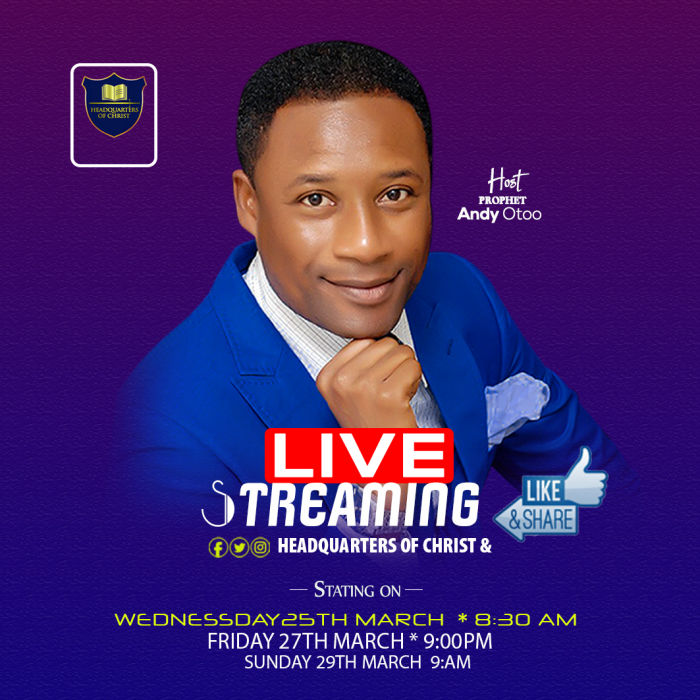 HEADQUARTERS
OF CHRIST
Host
PROPHET
Andy Otoo
LIVE
STREAMING
LIKE
& SHARE
HEADQUARTERS OF CHRIST &
— STATING ON —
WEDNESSDAY25TH MARCH * 8:30 AM
FRIDAY 27TH MARCH * 9:00PM
SUNDAY 29TH MARCH 9:AM